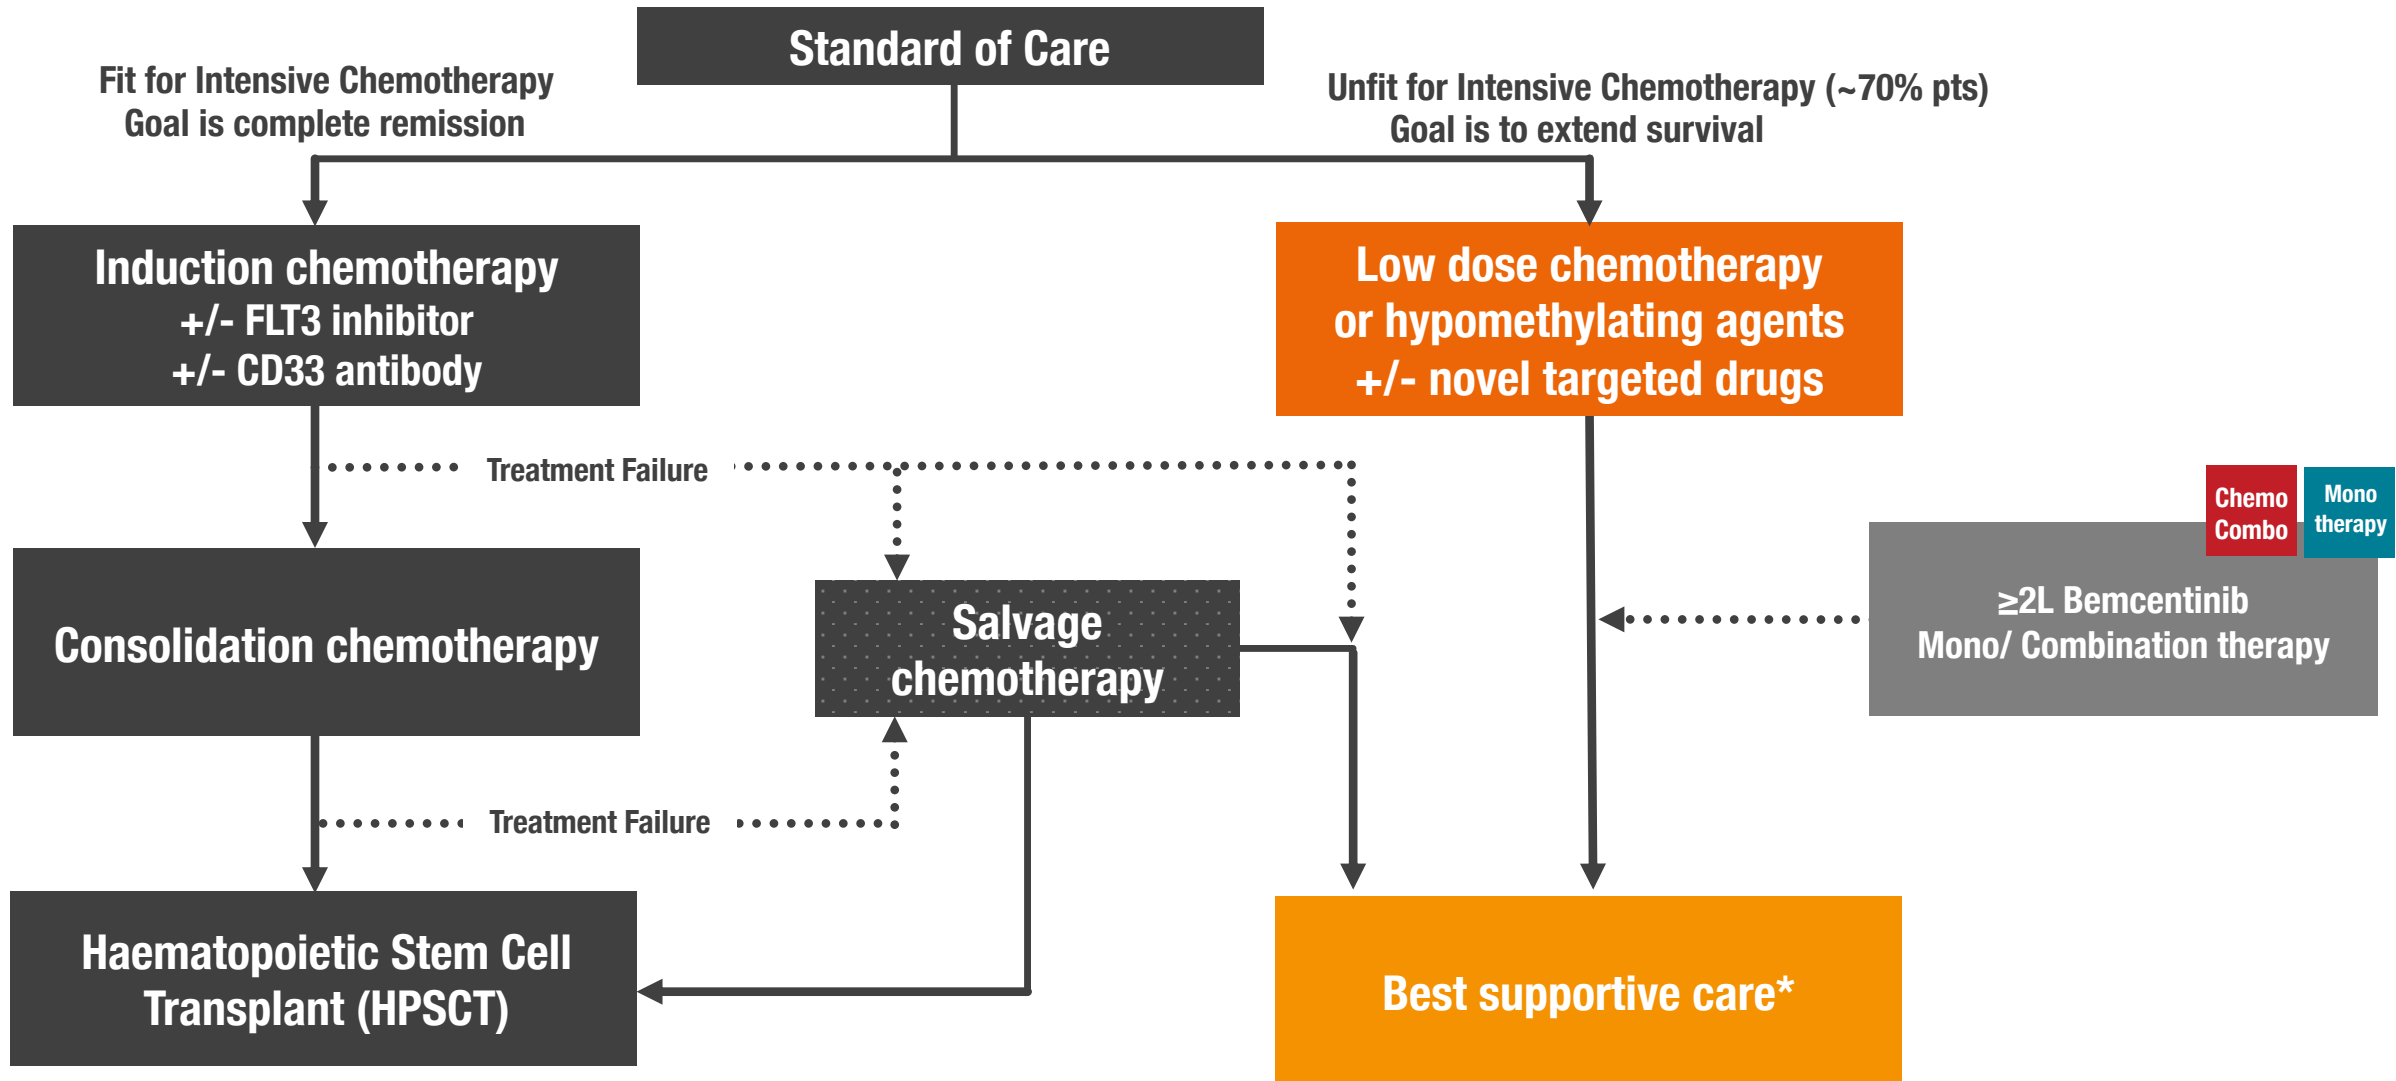 Standard of Care
Fit for Intensive Chemotherapy
Goal is complete remission
Unfit for Intensive Chemotherapy (~70% pts)
Goal is to extend survival
Induction chemotherapy
+/- FLT3 inhibitor
+/- CD33 antibody
Low dose chemotherapy
or hypomethylating agents
+/- novel targeted drugs
Treatment Failure
Chemo
Combo
Mono
therapy
≥2L Bemcentinib
Mono/ Combination therapy
Consolidation chemotherapy
Salvage
chemotherapy
Treatment Failure
Haematopoietic Stem Cell
Transplant (HPSCT)
Best supportive care*